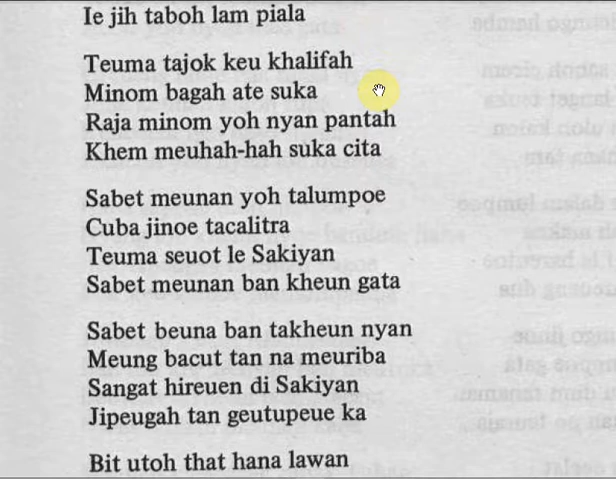 Ie jih taboh lam piala
Teuma tajok keu khalifah
Minom bagah ate suka
Raja minom yoh nyan pantah
Khem meuhah-hah suka cita
Sabet meunan yoh talumpoe
Cuba jinoe tacalitra
Teuma seuot le Sakiyan
Sabet meunan ban kheun gata
Sabet beuna ban takheun nyan
Meung bacut tan na meuriba
Sangat hireuen di Sakiyan
Jipeugah tan geutupeue ka
Bit utoh that hana lawan